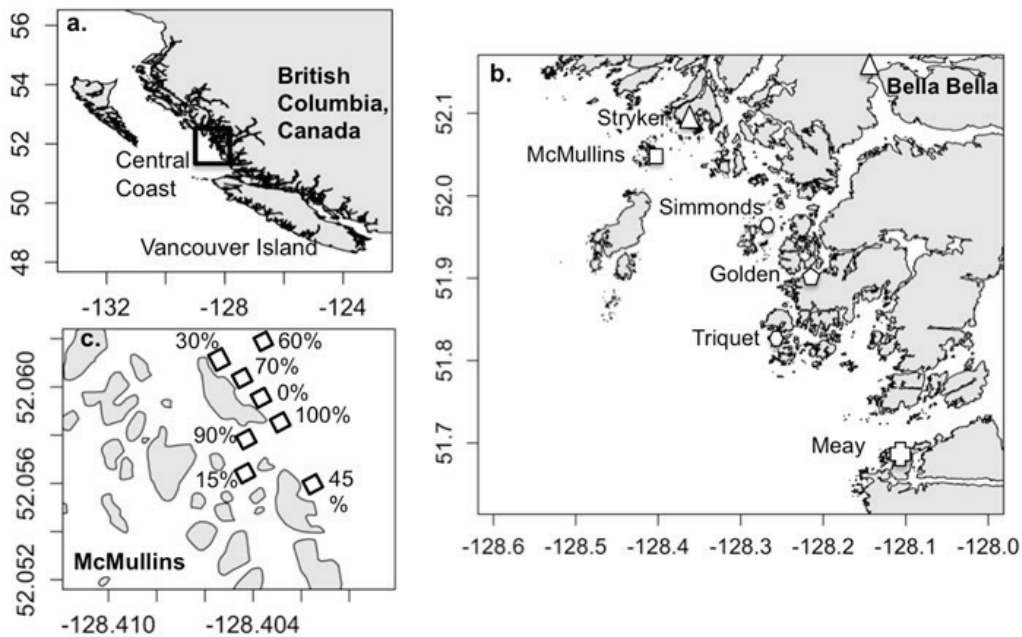 a.
British
Columbia,
Canada
Central
Coast
Vancouver Island
56
54
52
50
48
-132
-128
-124
b.
Bella Bella
Stryker
McMullins
Simmonds
Golden
Triquet
Meay
52.1
52.0
51.9
51.8
51.7
-128.6
-128.5
-128.4
-128.3
-128.2
-128.1
-128.0
c.
30%
60%
70%
0%
100%
90%
15%
45
%
McMullins
52.060
52.056
52.052
-128.410
-128.404